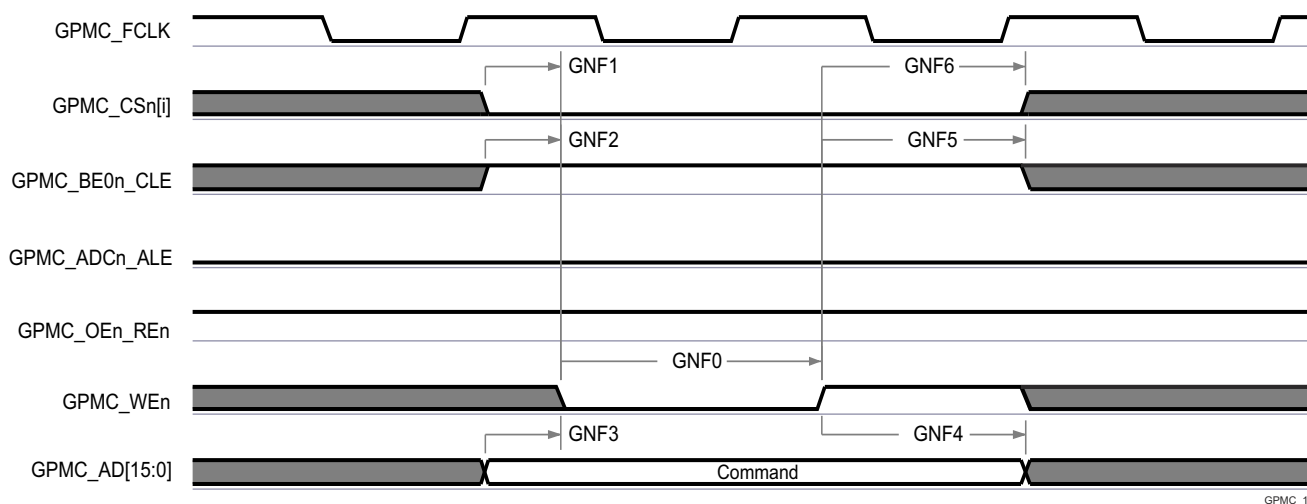 GPMC_FCLK
GNF1
GNF6
GPMC_CSn[i]
GNF2
GNF5
GPMC_BE0n_CLE
GPMC_ADCn_ALE
GPMC_OEn_REn
GNF0
GPMC_WEn
GNF3
GNF4
GPMC_AD[15:0]
Command
GPMC_1